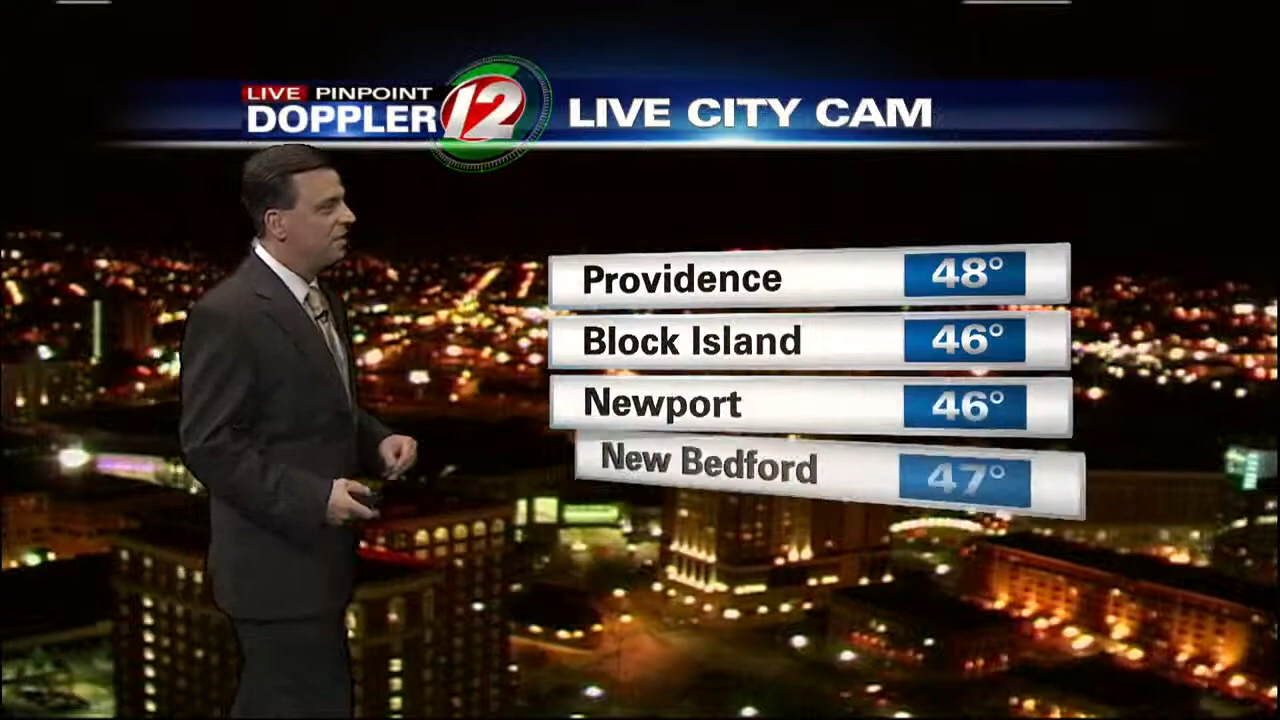 LIVE PINPOINT
DOPPLER 12
LIVE CITY CAM
Providence 48°
Block Island 46°
Newport 46°
New Bedford 47°